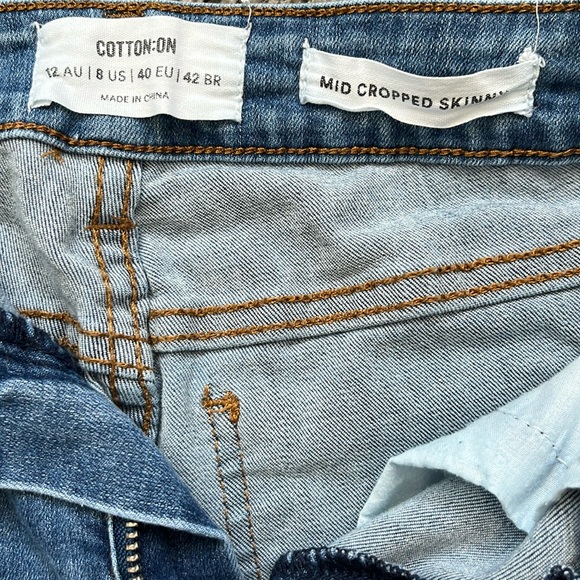 COTTON:ON
12 AU | 8 US | 40 EU | 42 BR
MADE IN CHINA
MID CROPPED SKINNY